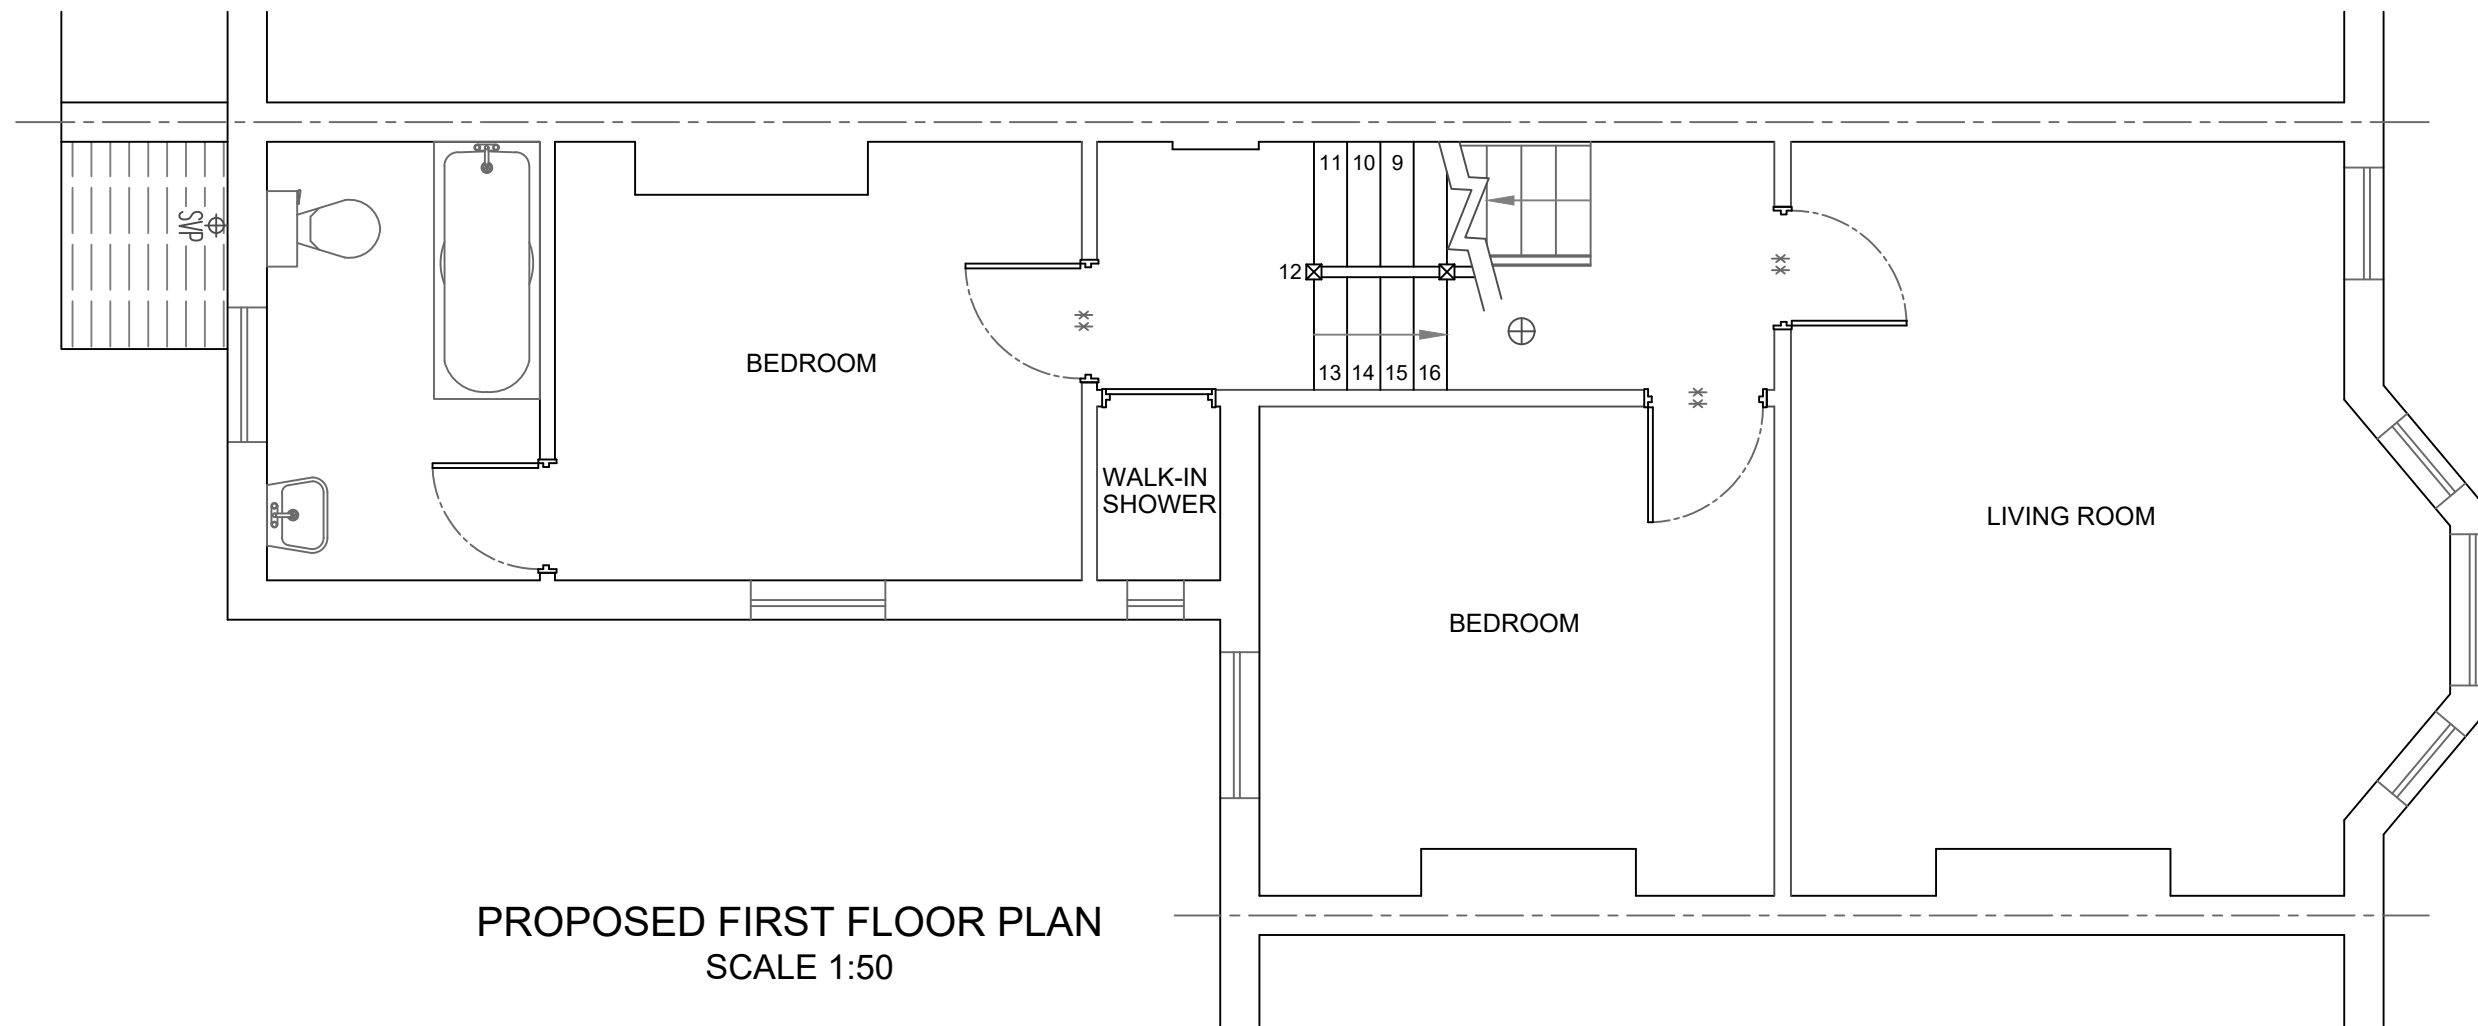 11 10 9
SVP
12
BEDROOM
13 14 15 16
WALK-IN
SHOWER
LIVING ROOM
BEDROOM
PROPOSED FIRST FLOOR PLAN
SCALE 1:50